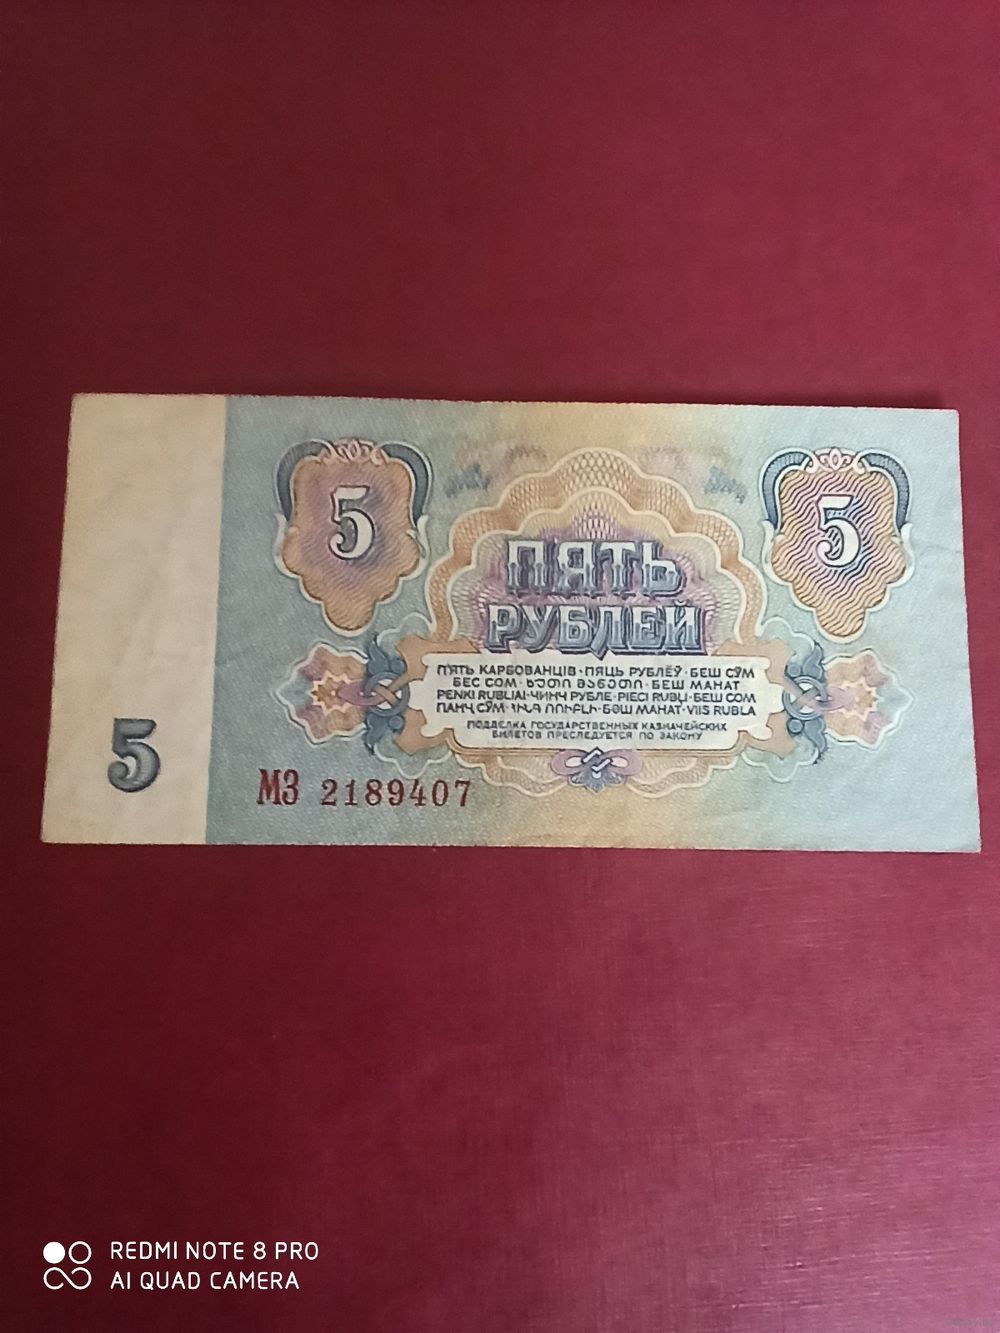 5
5
ПЯТЬ
РУБЛЕЙ
П'ЯТЬ КАРБОВАНЦІВ · ПЯЦЬ РУБЛЁЎ · БЕШ СЎМ
БЕС СОМ · ᲮᲣᲗᲘ ᲛᲐᲜᲔᲗᲘ · БЕШ МАНАТ
PENKI RUBLIAI · ЧИНЧ РУБЛЕ · PIECI RUBĻI · БЕШ СОМ
ПАНҶ СЎМ · ՀԻՆԳ ՌՈՒԲԼԻ · БӘШ МАНАТ · VIIS RUBLA
ПОДДЕЛКА ГОСУДАРСТВЕННЫХ КАЗНАЧЕЙСКИХ
БИЛЕТОВ ПРЕСЛЕДУЕТСЯ ПО ЗАКОНУ
5
МЗ 2189407
REDMI NOTE 8 PRO
AI QUAD CAMERA